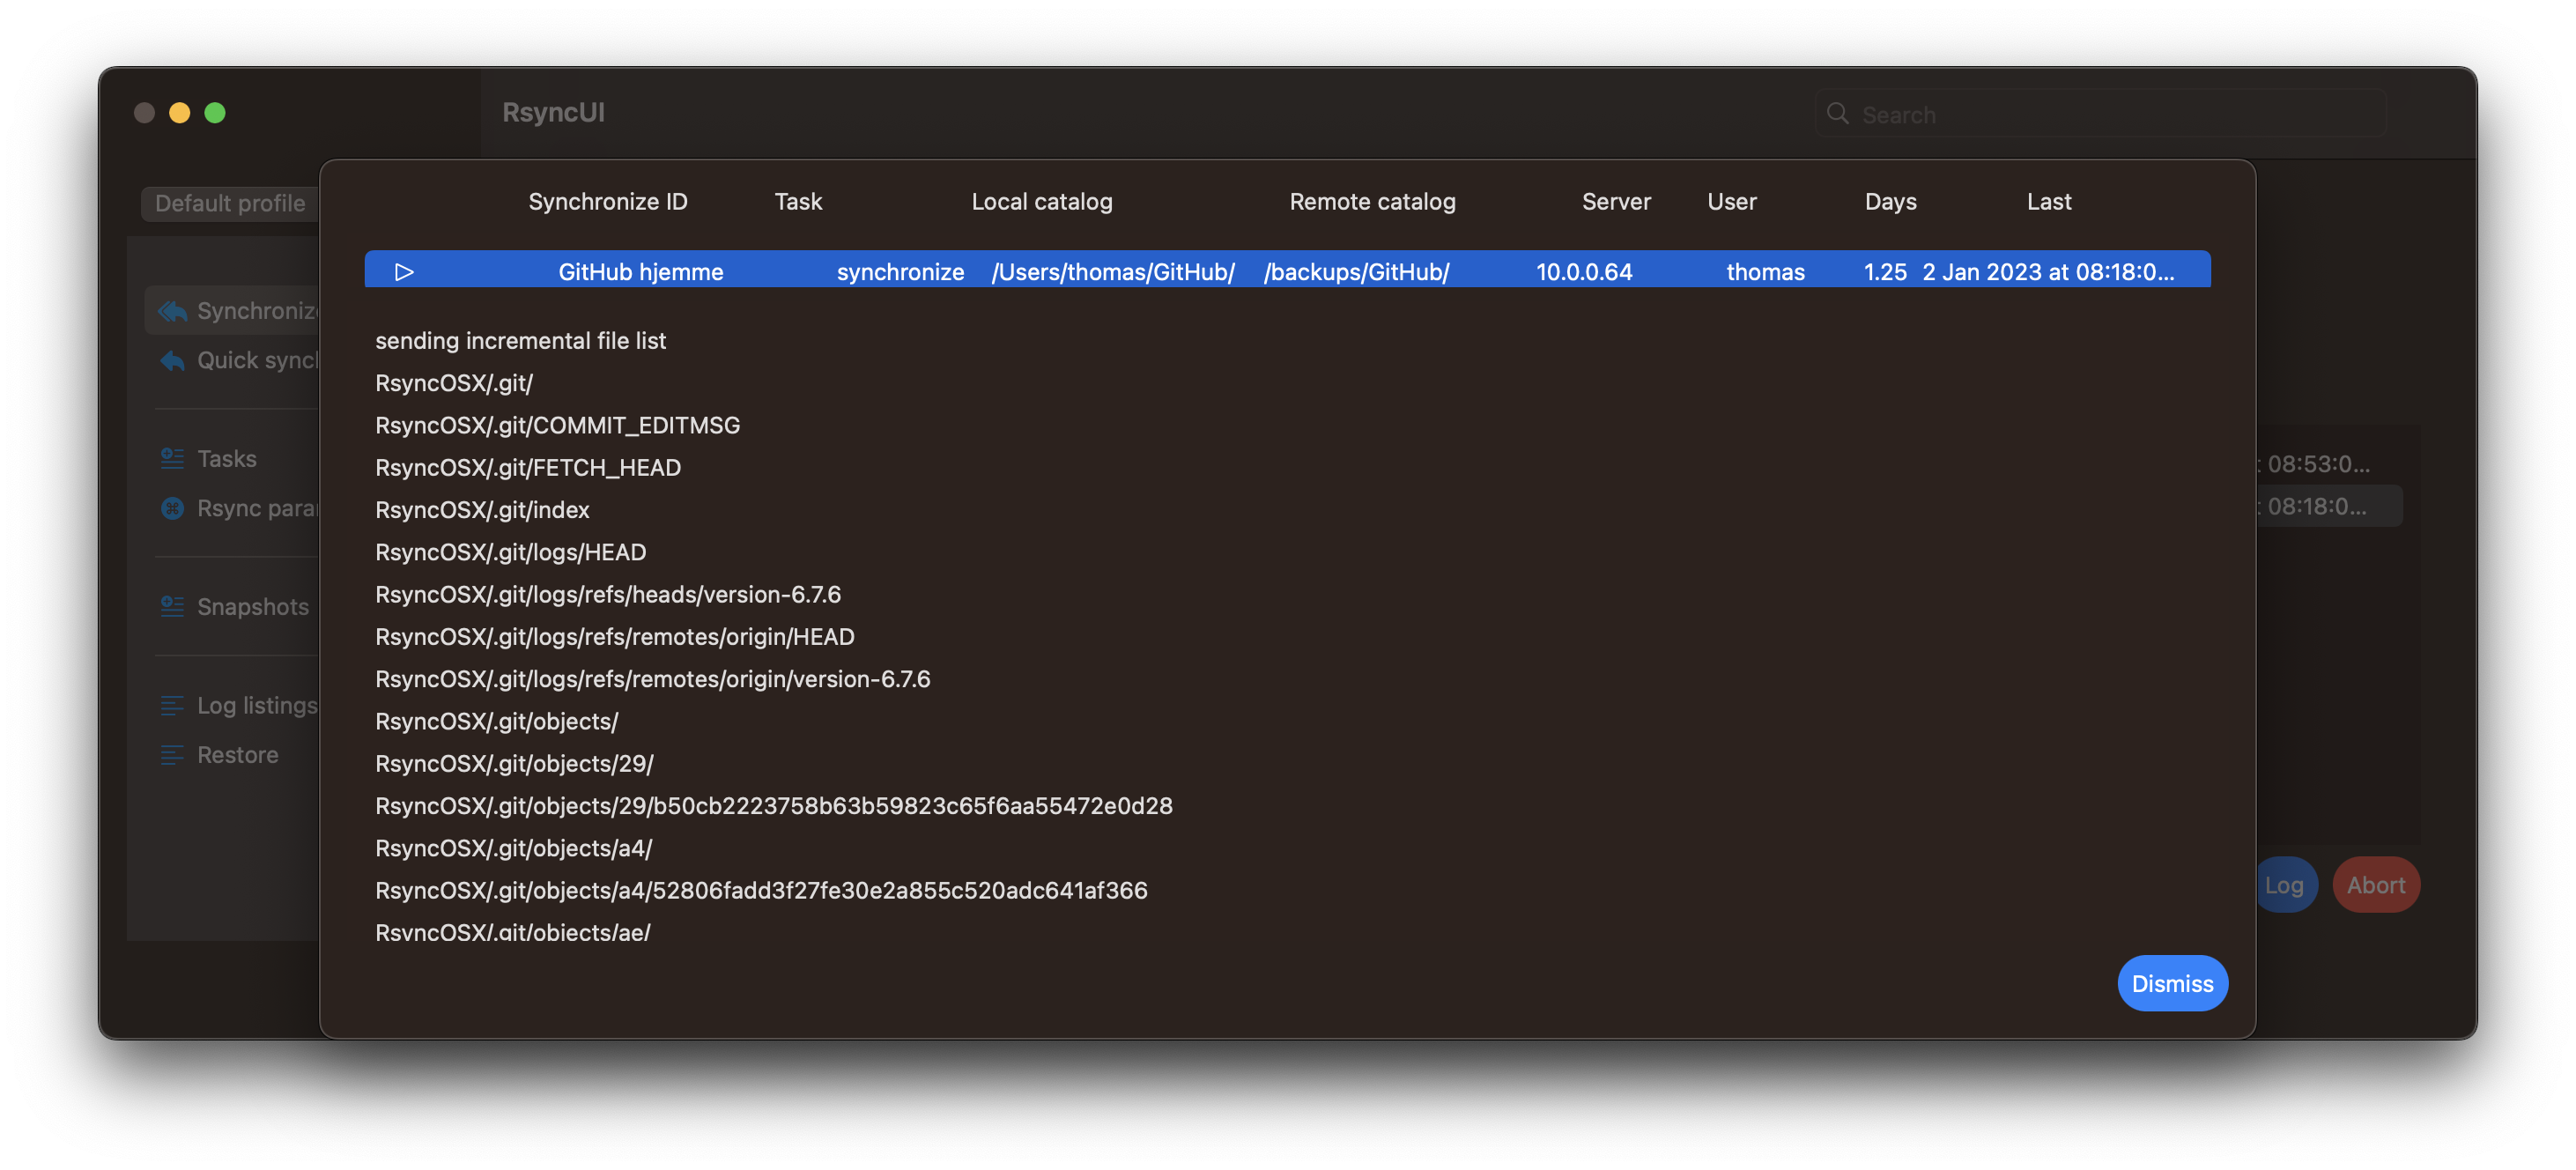 RsyncUI
Search
Default profile
Synchronize ID Task Local catalog Remote catalog Server User Days Last
GitHub hjemme synchronize /Users/thomas/GitHub/ /backups/GitHub/ 10.0.0.64 thomas 1.25 2 Jan 2023 at 08:18:0...
Synchronize
Quick syncl
Tasks
Rsync para
Snapshots
Log listings
Restore
sending incremental file list
RsyncOSX/.git/
RsyncOSX/.git/COMMIT_EDITMSG
RsyncOSX/.git/FETCH_HEAD
RsyncOSX/.git/index
RsyncOSX/.git/logs/HEAD
RsyncOSX/.git/logs/refs/heads/version-6.7.6
RsyncOSX/.git/logs/refs/remotes/origin/HEAD
RsyncOSX/.git/logs/refs/remotes/origin/version-6.7.6
RsyncOSX/.git/objects/
RsyncOSX/.git/objects/29/
RsyncOSX/.git/objects/29/b50cb2223758b63b59823c65f6aa55472e0d28
RsyncOSX/.git/objects/a4/
RsyncOSX/.git/objects/a4/52806fadd3f27fe30e2a855c520adc641af366
RsyncOSX/.git/objects/ae/
08:53:0...
08:18:0...
Log Abort
Dismiss